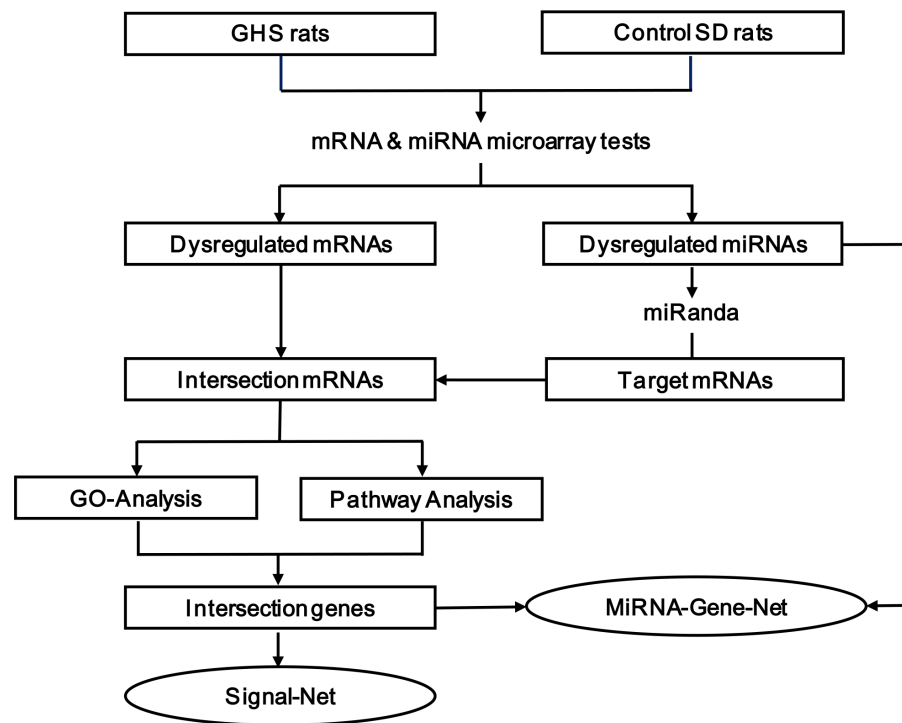 GHS rats
Control SD rats
mRNA & miRNA microarray tests
Dysregulated mRNAs
Dysregulated miRNAs
miRanda
Intersection mRNAs
Target mRNAs
GO-Analysis
Pathway Analysis
Intersection genes
MiRNA-Gene-Net
Signal-Net